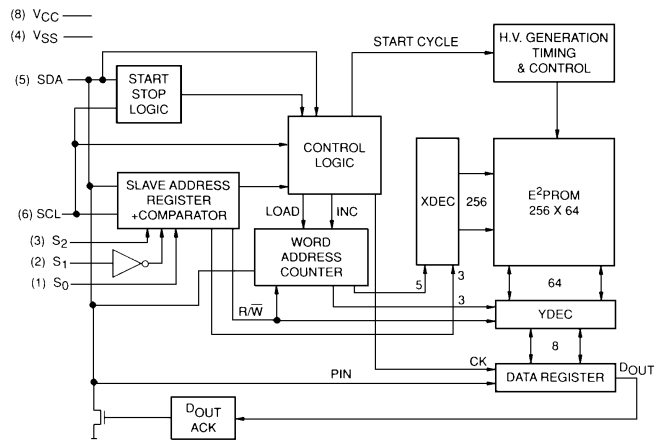 (8) VCC
(4) VSS
(5) SDA
START
STOP
LOGIC
START CYCLE
H.V. GENERATION
TIMING
& CONTROL
CONTROL
LOGIC
SLAVE ADDRESS
REGISTER
+COMPARATOR
(6) SCL
(3) S2
(2) S1
(1) S0
LOAD
INC
WORD
ADDRESS
COUNTER
XDEC
256
E2PROM
256 X 64
5
3
3
64
R/W̅
YDEC
8
CK
PIN
DATA REGISTER
DOUT
DOUT
ACK